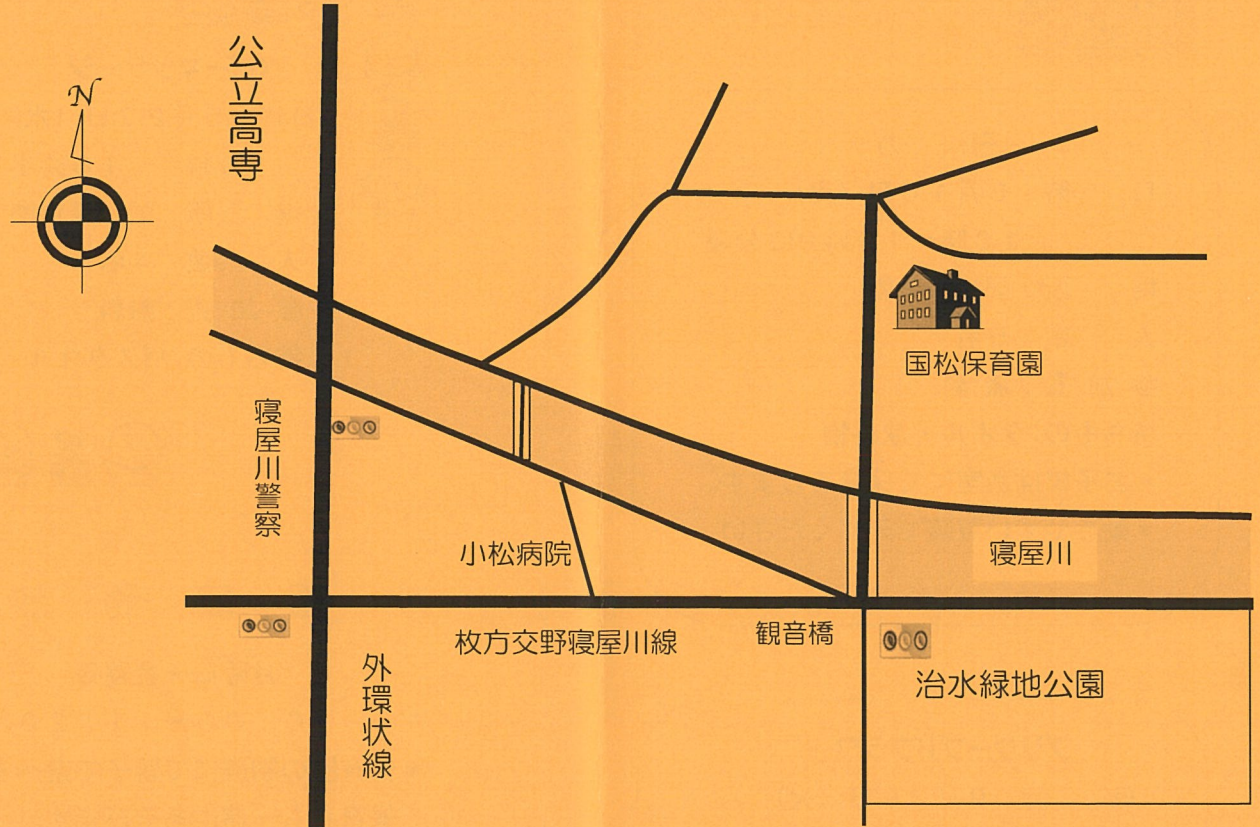 N
公立高専
国松保育園
寝屋川警察
小松病院
寝屋川
枚方交野寝屋川線
観音橋
外環状線
治水緑地公園